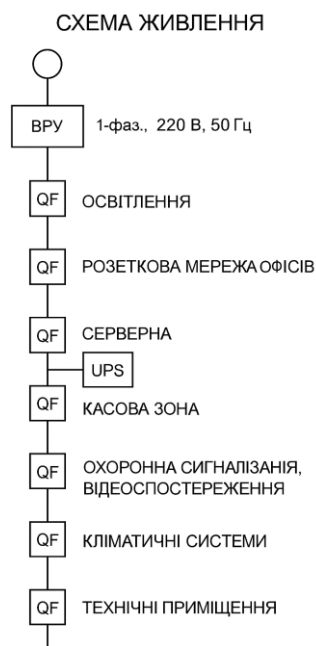 СХЕМА ЖИВЛЕННЯ
ВРУ 1-фаз., 220 В, 50 Гц
QF ОСВІТЛЕННЯ
QF РОЗЕТКОВА МЕРЕЖА ОФІСІВ
QF СЕРВЕРНА
UPS
QF КАСОВА ЗОНА
QF ОХОРОННА СИГНАЛІЗАНІЯ,
ВІДЕОСПОСТЕРЕЖЕННЯ
QF КЛІМАТИЧНІ СИСТЕМИ
QF ТЕХНІЧНІ ПРИМІЩЕННЯ